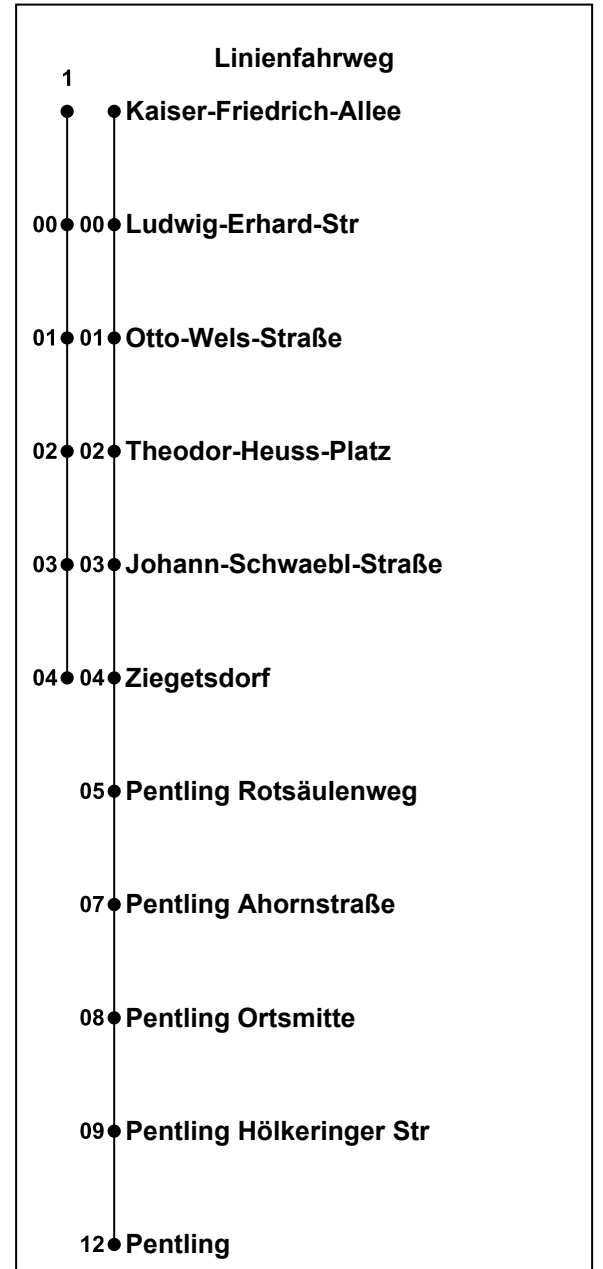 Linienfahrweg
1
Kaiser-Friedrich-Allee
00 00 Ludwig-Erhard-Str
01 01 Otto-Wels-Straße
02 02 Theodor-Heuss-Platz
03 03 Johann-Schwaebl-Straße
04 04 Ziegetsdorf
05 Pentling Rotsäulenweg
07 Pentling Ahornstraße
08 Pentling Ortsmitte
09 Pentling Hölkeringer Str
12 Pentling